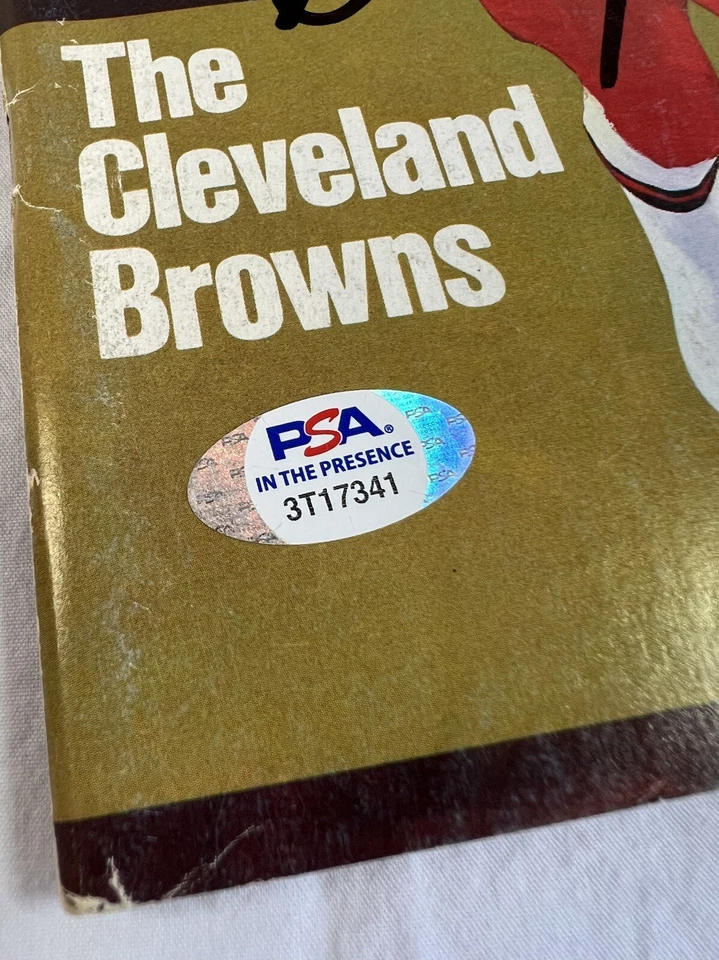 The
Cleveland
Browns
PSA®
IN THE PRESENCE
3T17341